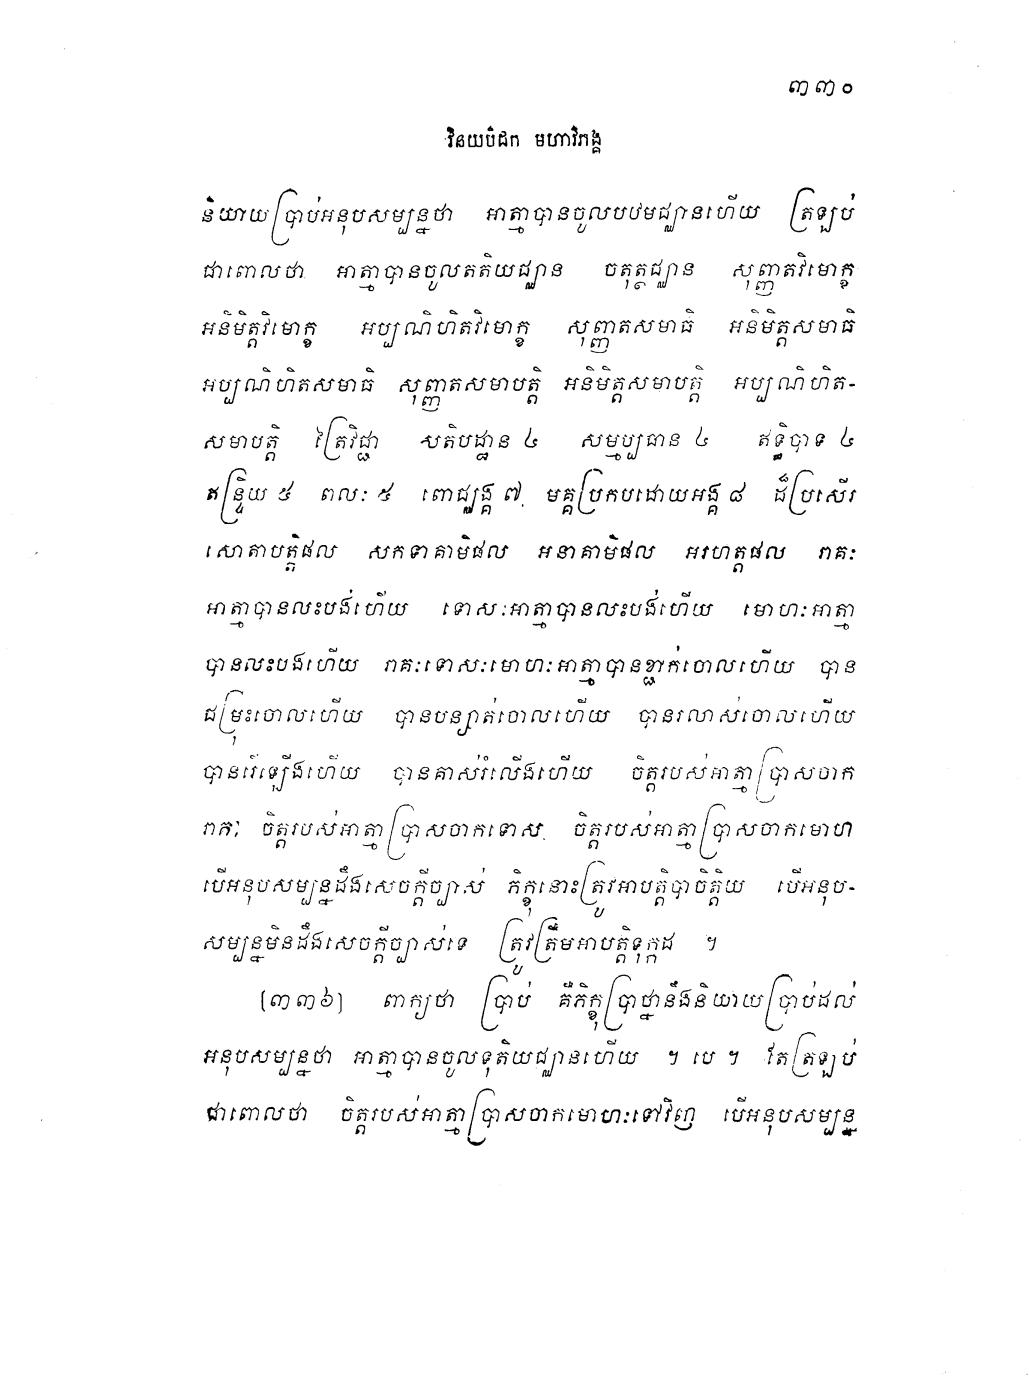 ៣៣០
វិនយបិដក មហាវិភង្គ
និយាយប្រាប់អនុបសម្បន្នថា អាត្មាបានចូលបឋមជ្ឈានហើយ ត្រឡប់
ជាពោលថា អាត្មាបានចូលតតិយជ្ឈាន ចតុត្ថជ្ឈាន សុញ្ញតវិមោក្ខ
អនិមិត្តវិមោក្ខ អប្បណិហិតវិមោក្ខ សុញ្ញតសមាធិ អនិមិត្តសមាធិ
អប្បណិហិតសមាធិ សុញ្ញតសមាបត្តិ អនិមិត្តសមាបត្តិ អប្បណិហិត-
សមាបត្តិ ត្រៃវិជ្ជា សតិបដ្ឋាន ៤ សម្មប្បធាន ៤ ឥទ្ធិបាទ ៤
ឥន្ទ្រិយ ៥ ពលៈ ៥ ពោជ្ឈង្គ ៧ មគ្គប្រកបដោយអង្គ ៨ ដ៏ប្រសើរ
សោតាបត្តិផល សកទាគាមិផល អនាគាមិផល អរហត្តផល រាគៈ
អាត្មាបានលះបង់ហើយ ទោសៈអាត្មាបានលះបង់ហើយ មោហៈអាត្មា
បានលះបងហើយ រាគៈទោសៈមោហៈអាត្មាបានខ្ជាក់ចោលហើយ បាន
ជម្រុះចោលហើយ បានបន្សាត់ចោលហើយ បានរលាស់ចោលហើយ
បានរើឡើងហើយ បានគាស់រំលើងហើយ ចិត្តរបស់អាត្មាប្រាសចាក
រាគៈ ចិត្តរបស់អាត្មាប្រាសចាកទោស ចិត្តរបស់អាត្មាប្រាសចាកមោហ
បើអនុបសម្បន្នដឹងសេចក្តីច្បាស់ ភិក្ខុនោះត្រូវអាបត្តិបាចិត្តិយ បើអនុប-
សម្បន្នមិនដឹងសេចក្តីច្បាស់ទេ ត្រូវត្រឹមអាបត្តិទុក្កដ ។
[៣៣៦] ពាក្យថា ប្រាប់ គឺភិក្ខុប្រាថ្នានឹងនិយាយប្រាប់ដល់
អនុបសម្បន្នថា អាត្មាបានចូលទុតិយជ្ឈានហើយ ។ បេ ។ តែត្រឡប់
ជាពោលថា ចិត្តរបស់អាត្មាប្រាសចាកមោហៈទៅវិញ បើអនុបសម្បន្ន